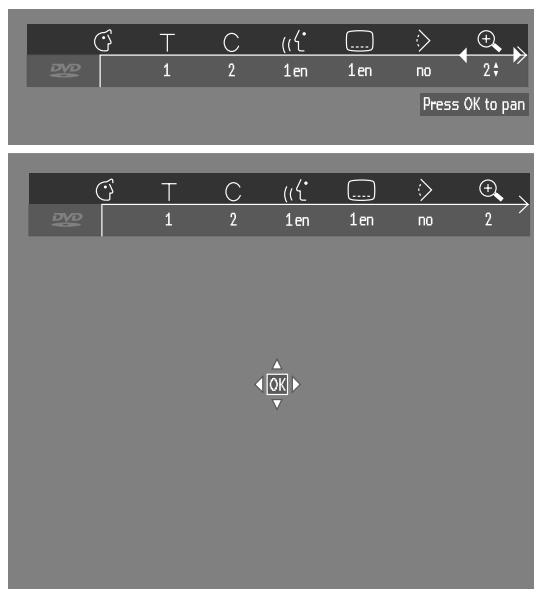 T C
DVD 1 2 1en 1en no 2
Press OK to pan
T C
DVD 1 2 1en 1en no 2
OK